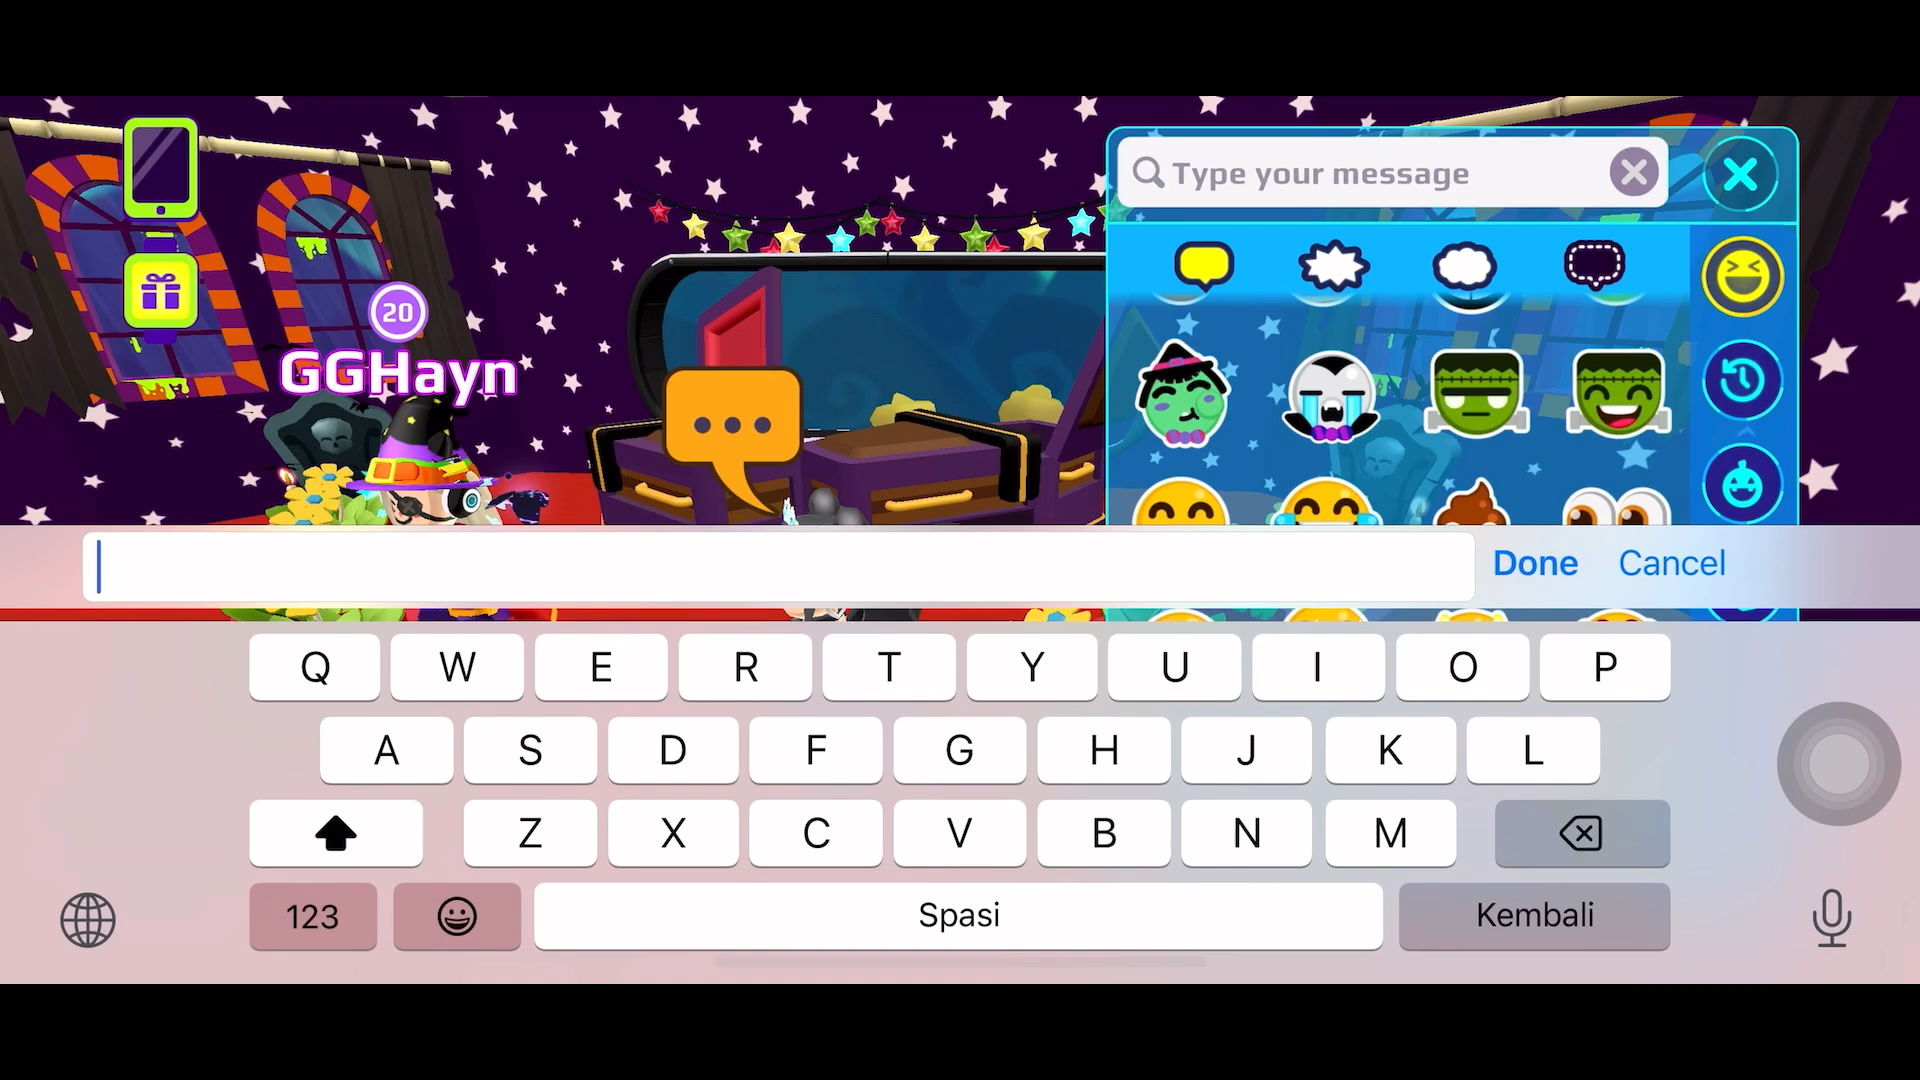 Type your message
20
GGHayn
Done Cancel
Q W E R T Y U I O P
A S D F G H J K L
Z X C V B N M
123 Spasi Kembali